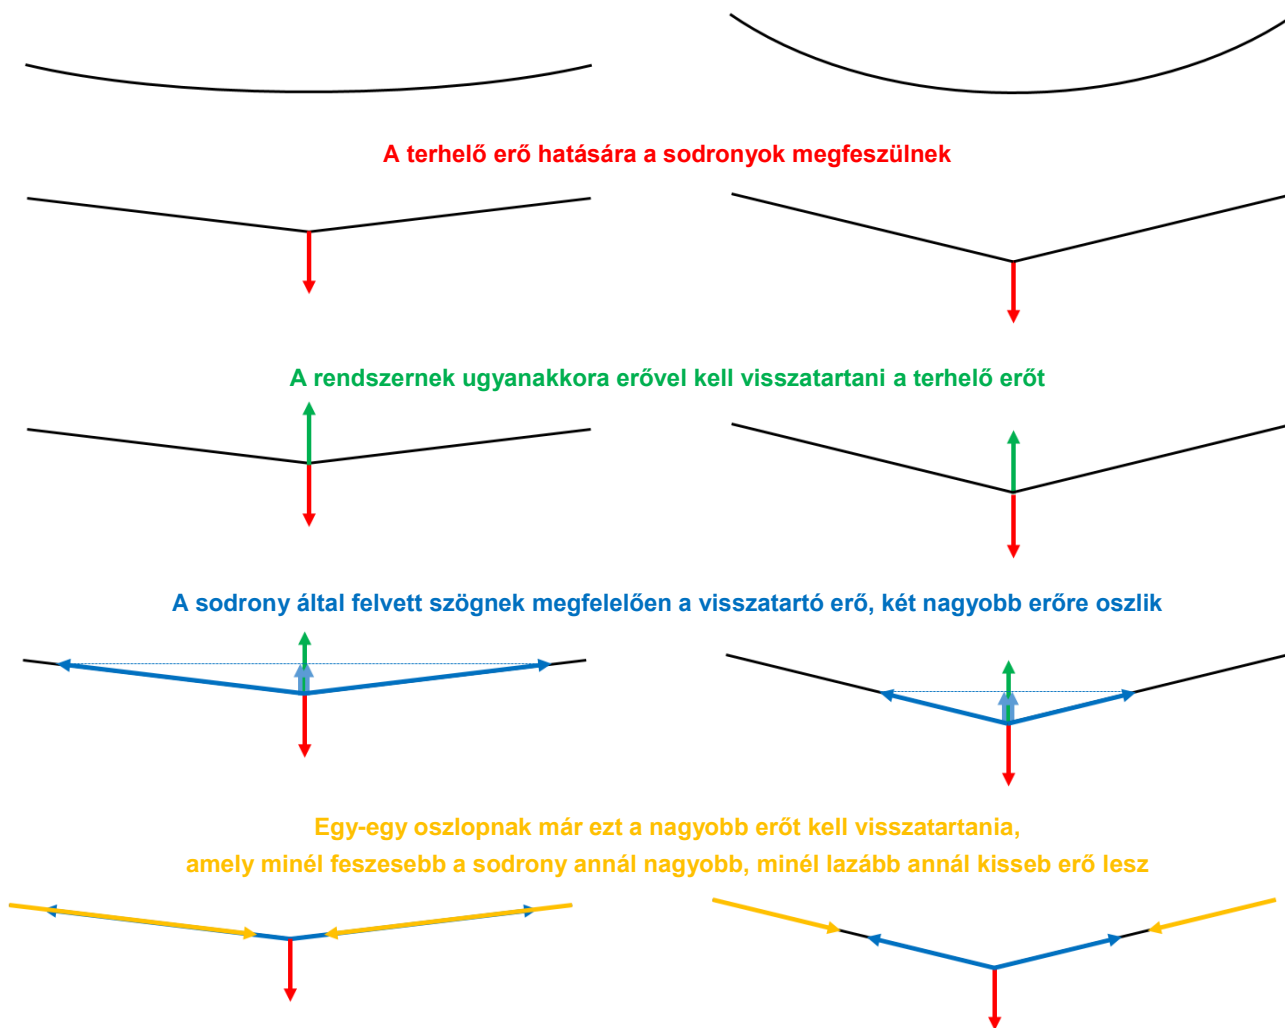 A terhelő erő hatására a sodronyok megfeszülnek
A rendszernek ugyanakkora erővel kell visszatartani a terhelő erőt
A sodrony által felvett szögnek megfelelően a visszatartó erő, két nagyobb erőre oszlik
Egy-egy oszlopnak már ezt a nagyobb erőt kell visszatartania,
amely minél feszesebb a sodrony annál nagyobb, minél lazább annál kisseb erő lesz